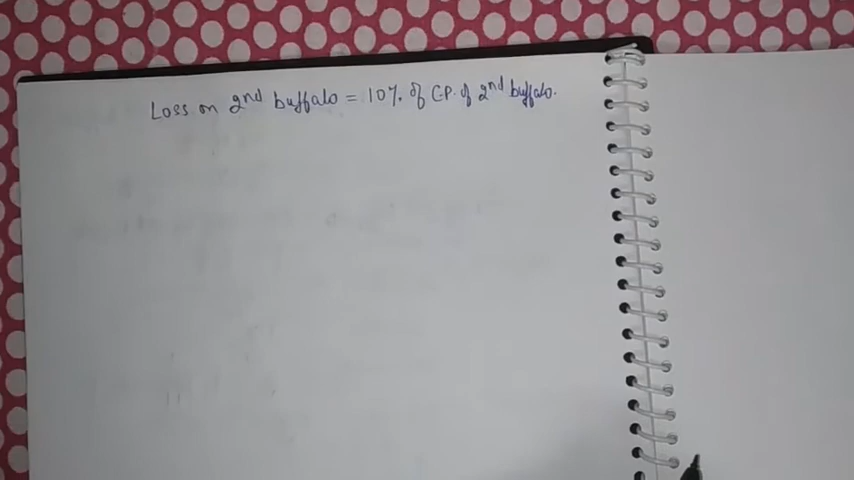 Loss on 2nd buffalo = 10% of C.P. of 2nd buffalo.